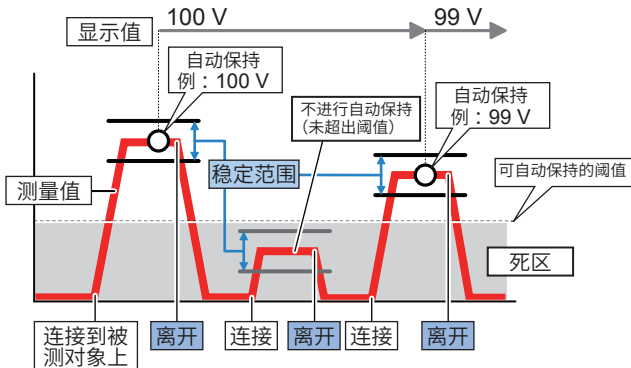 100 V
99 V
显示值
自动保持
例：100 V
不进行自动保持
（未超出阈值）
自动保持
例：99 V
稳定范围
可自动保持的阈值
测量值
死区
连接到被
测对象上
离开
连接
离开
连接
离开